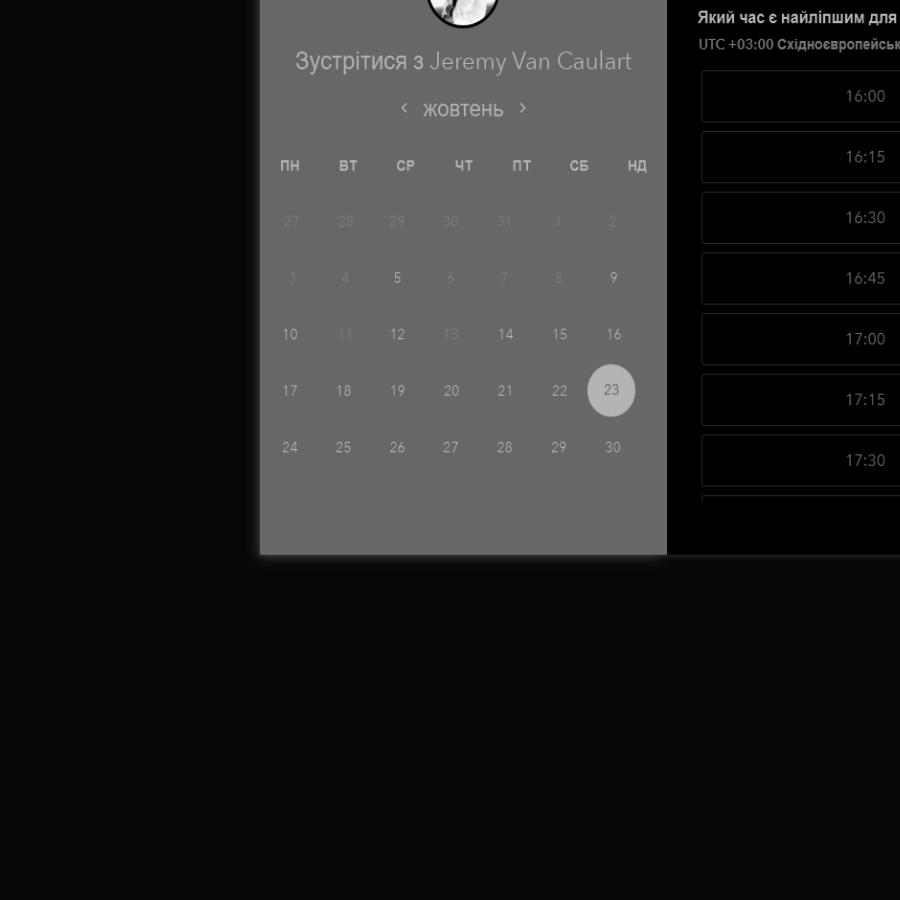 Зустрітися з Jeremy Van Caulart
‹ жовтень ›
ПН ВТ СР ЧТ ПТ СБ НД
27 28 29 30 31 1 2
3 4 5 6 7 8 9
10 11 12 13 14 15 16
17 18 19 20 21 22 23
24 25 26 27 28 29 30
Який час є найліпшим для
UTC +03:00
16:00
16:15
16:30
16:45
17:00
17:15
17:30